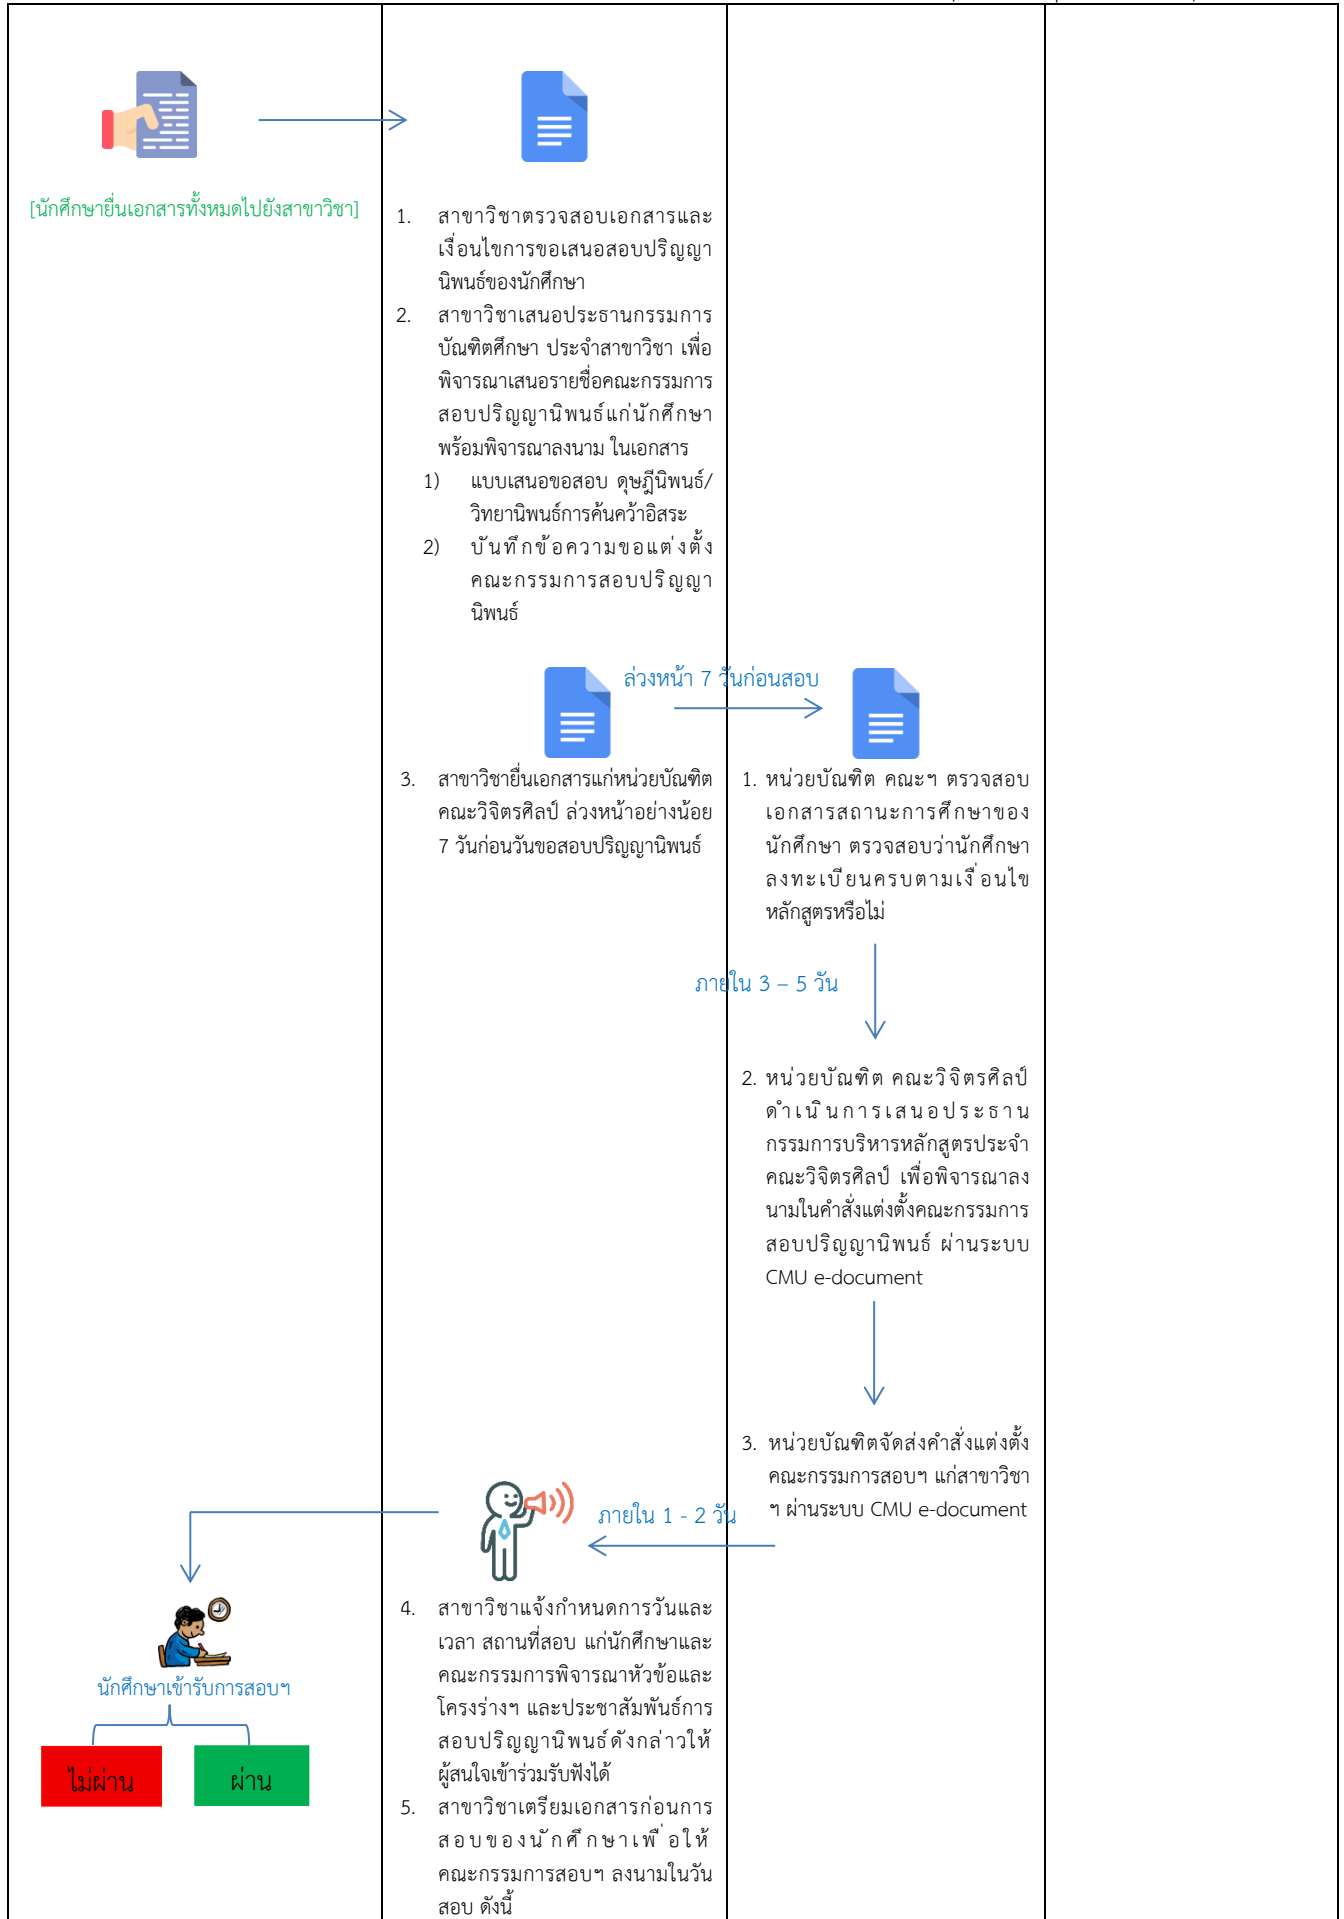 [นักศึกษายื่นเอกสารทั้งหมดไปยังสาขาวิชา]
1. สาขาวิชาตรวจสอบเอกสารและ
เงื่อนไขการขอเสนอสอบปริญญา
นิพนธ์ของนักศึกษา
2. สาขาวิชาเสนอประธานกรรมการ
บัณฑิตศึกษา ประจำสาขาวิชา เพื่อ
พิจารณาเสนอรายชื่อคณะกรรมการ
สอบปริญญานิพนธ์แก่นักศึกษา
พร้อมพิจารณาลงนาม ในเอกสาร
1) แบบเสนอขอสอบ ดุษฎีนิพนธ์/
วิทยานิพนธ์การค้นคว้าอิสระ
2) บันทึกข้อความขอแต่งตั้ง
คณะกรรมการสอบปริญญา
นิพนธ์
ล่วงหน้า 7 วันก่อนสอบ
3. สาขาวิชายื่นเอกสารแก่หน่วยบัณฑิต
คณะวิจิตรศิลป์ ล่วงหน้าอย่างน้อย
7 วันก่อนวันขอสอบปริญญานิพนธ์
1. หน่วยบัณฑิต คณะฯ ตรวจสอบ
เอกสารสถานะการศึกษาของ
นักศึกษา ตรวจสอบว่านักศึกษา
ลงทะเบียนครบตามเงื่อนไข
หลักสูตรหรือไม่
ภายใน 3 – 5 วัน
2. หน่วยบัณฑิต คณะวิจิตรศิลป์
ดำเนินการเสนอประธาน
กรรมการบริหารหลักสูตรประจำ
คณะวิจิตรศิลป์ เพื่อพิจารณาลง
นามในคำสั่งแต่งตั้งคณะกรรมการ
สอบปริญญานิพนธ์ ผ่านระบบ
CMU e-document
3. หน่วยบัณฑิตจัดส่งคำสั่งแต่งตั้ง
คณะกรรมการสอบฯ แก่สาขาวิชา
ฯ ผ่านระบบ CMU e-document
ภายใน 1 - 2 วัน
4. สาขาวิชาแจ้งกำหนดการวันและ
เวลา สถานที่สอบ แก่นักศึกษาและ
คณะกรรมการพิจารณาหัวข้อและ
โครงร่างฯ และประชาสัมพันธ์การ
สอบปริญญานิพนธ์ดังกล่าวให้
ผู้สนใจเข้าร่วมรับฟังได้
5. สาขาวิชาเตรียมเอกสารก่อนการ
สอบของนักศึกษาเพื่อให้
คณะกรรมการสอบฯ ลงนามในวัน
สอบ ดังนี้
นักศึกษาเข้ารับการสอบฯ
ไม่ผ่าน
ผ่าน